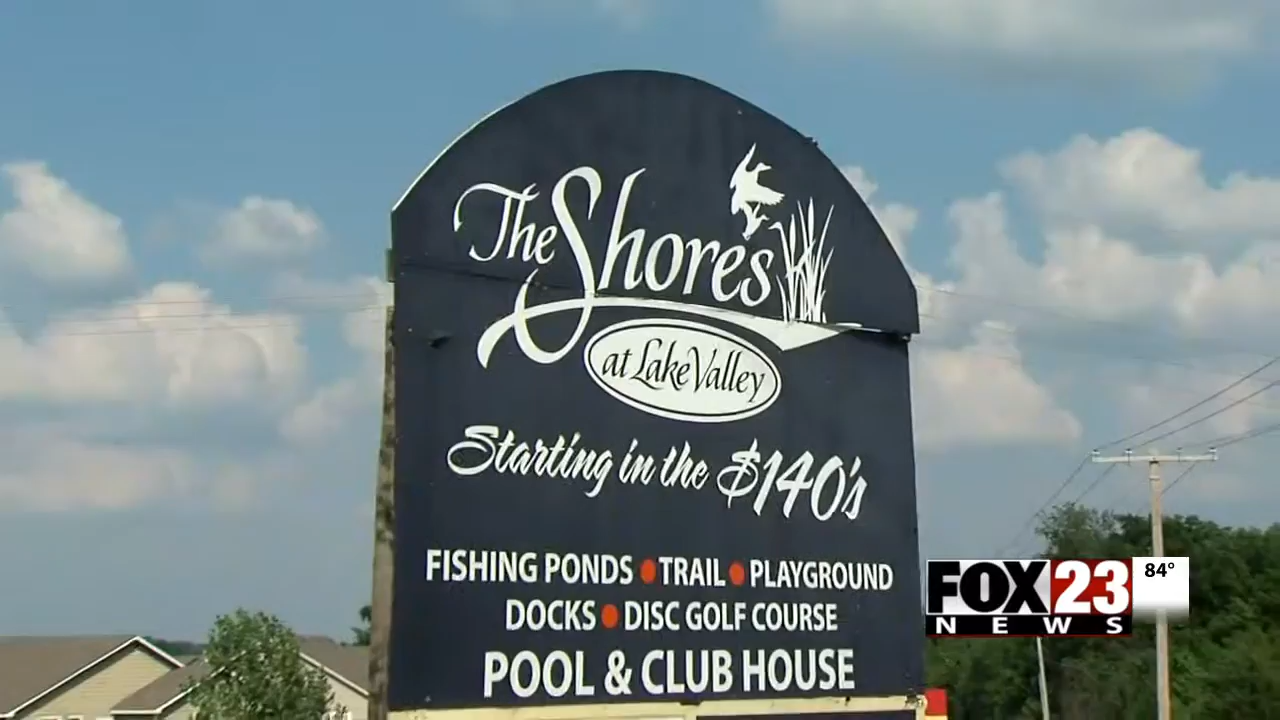 The Shores
at Lake Valley
Starting in the $140's
FISHING PONDS • TRAIL • PLAYGROUND
DOCKS • DISC GOLF COURSE
POOL & CLUB HOUSE
FOX 23 84°
NEWS